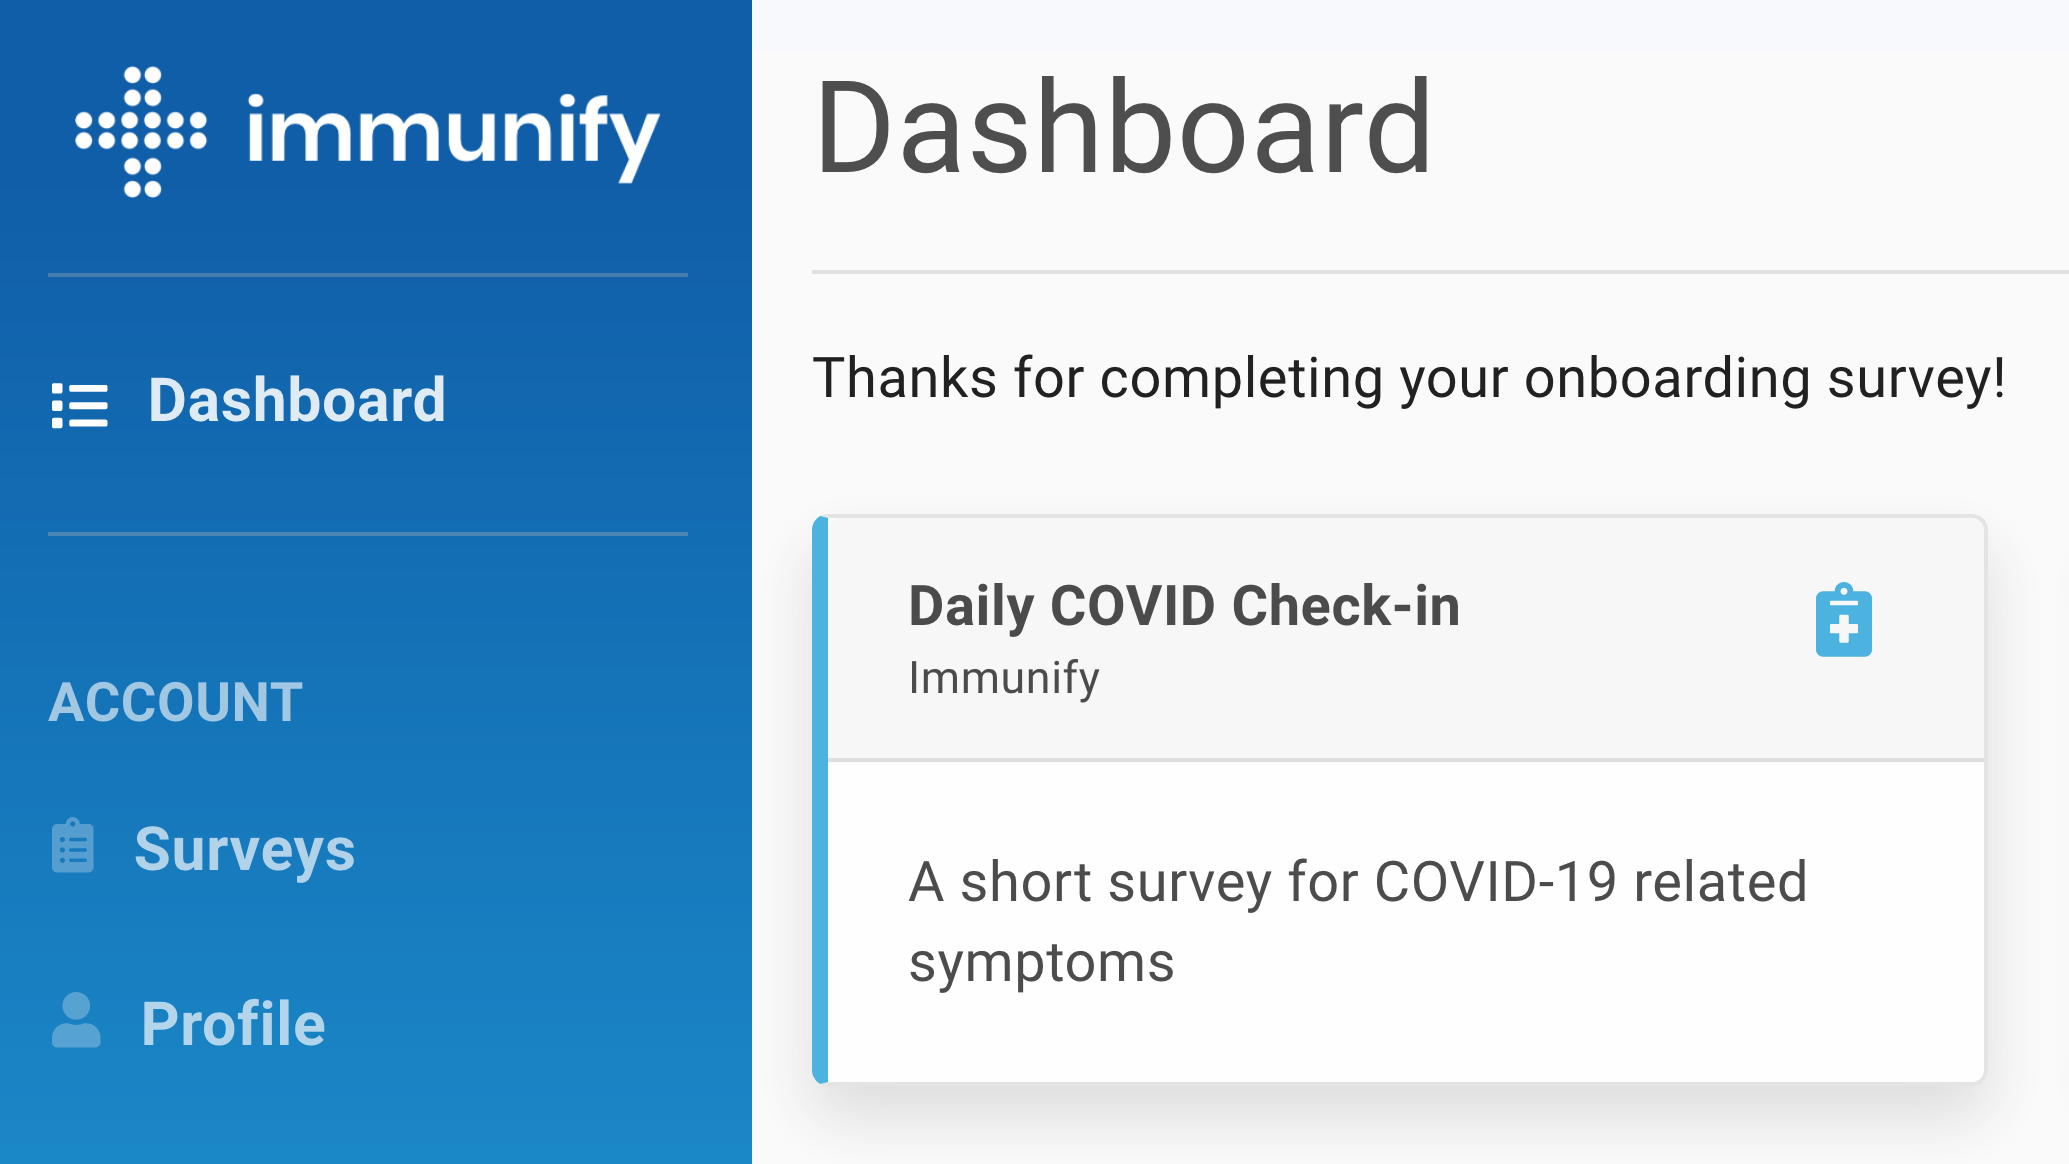 immunify
Dashboard
ACCOUNT
Surveys
Profile
Dashboard
Thanks for completing your onboarding survey!
Daily COVID Check-in
Immunify
A short survey for COVID-19 related
symptoms